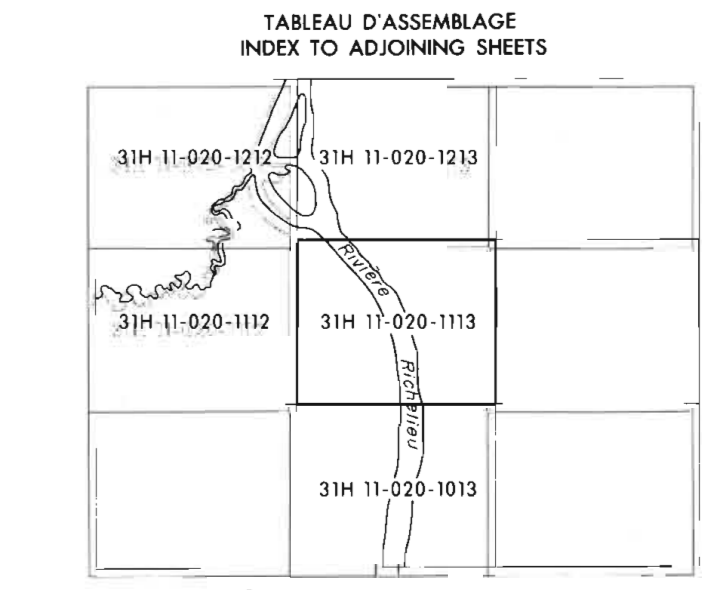 TABLEAU D'ASSEMBLAGE
INDEX TO ADJOINING SHEETS
31H 11-020-1212
31H 11-020-1213
Rivière
31H 11-020-1112
31H 11-020-1113
Richelieu
31H 11-020-1013